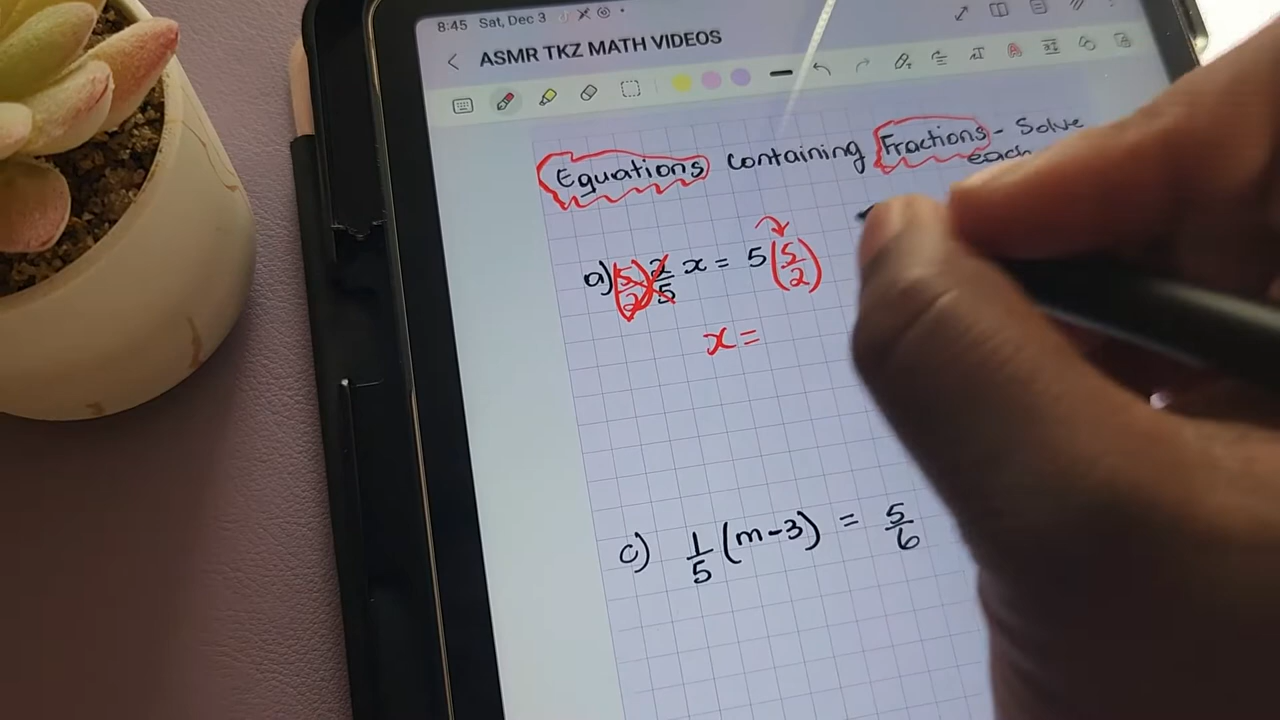 8:45 Sat, Dec 3
ASMR TKZ MATH VIDEOS
Equations containing Fractions - Solve
each
a) (5/2) 2/5 x = 5 (5/2)
x =
c) 1/5 (m-3) = 5/6